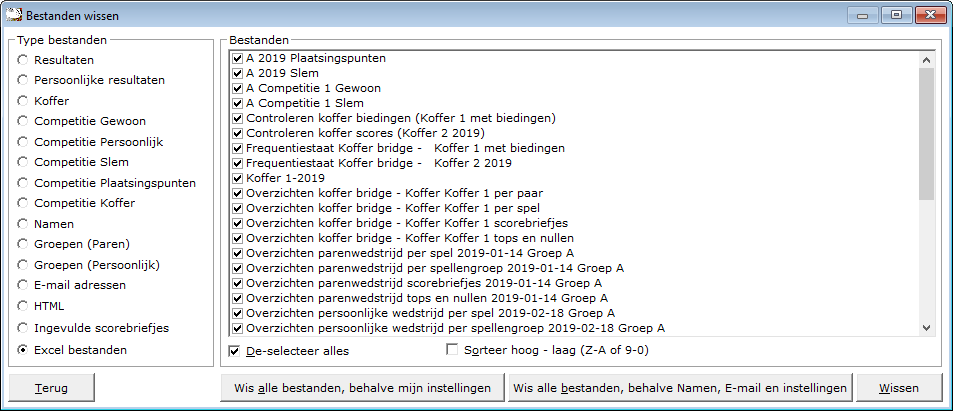 Bestanden wissen
Type bestanden
Resultaten
Persoonlijke resultaten
Koffer
Competitie Gewoon
Competitie Persoonlijk
Competitie Slem
Competitie Plaatsingspunten
Competitie Koffer
Namen
Groepen (Paren)
Groepen (Persoonlijk)
E-mail adressen
HTML
Ingevulde scorebriefjes
Excel bestanden
Bestanden
A 2019 Plaatsingspunten
A 2019 Slem
A Competitie 1 Gewoon
A Competitie 1 Slem
Controleren koffer biedingen (Koffer 1 met biedingen)
Controleren koffer scores (Koffer 2 2019)
Frequentiestaat Koffer bridge - Koffer 1 met biedingen
Frequentiestaat Koffer bridge - Koffer 2 2019
Koffer 1-2019
Overzichten koffer bridge - Koffer Koffer 1 per paar
Overzichten koffer bridge - Koffer Koffer 1 per spel
Overzichten koffer bridge - Koffer Koffer 1 scorebriefjes
Overzichten koffer bridge - Koffer Koffer 1 tops en nullen
Overzichten parenwedstrijd per spel 2019-01-14 Groep A
Overzichten parenwedstrijd per spellengroep 2019-01-14 Groep A
Overzichten parenwedstrijd scorebriefjes 2019-01-14 Groep A
Overzichten parenwedstrijd tops en nullen 2019-01-14 Groep A
Overzichten persoonlijke wedstrijd per spel 2019-02-18 Groep A
Overzichten persoonlijke wedstrijd per spellengroep 2019-02-18 Groep A
De-selecteer alles
Sorteer hoog - laag (Z-A of 9-0)
Terug
Wis alle bestanden, behalve mijn instellingen
Wis alle bestanden, behalve Namen, E-mail en instellingen
Wissen